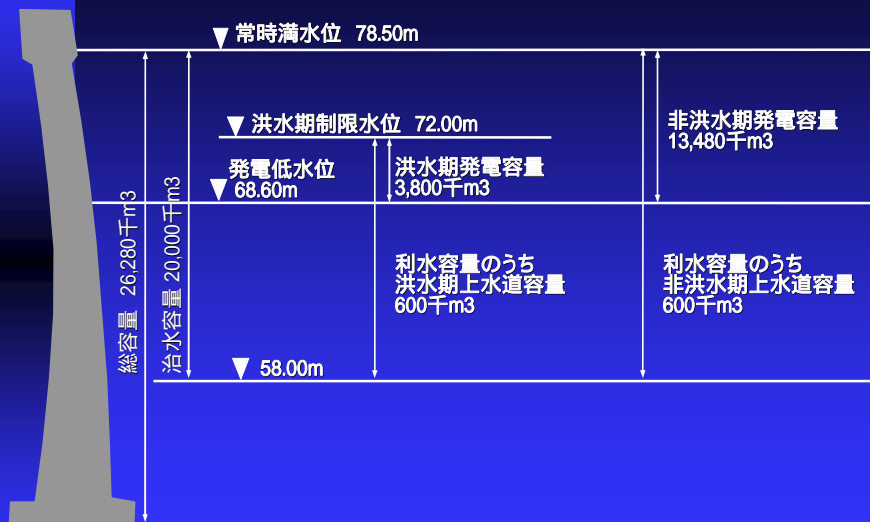 常時満水位 78.50m
洪水期制限水位 72.00m
発電低水位
68.60m
洪水期発電容量
3,800千m3
非洪水期発電容量
13,480千m3
総容量 26,280千m3
治水容量 20,000千m3
利水容量のうち
洪水期上水道容量
600千m3
利水容量のうち
非洪水期上水道容量
600千m3
58.00m